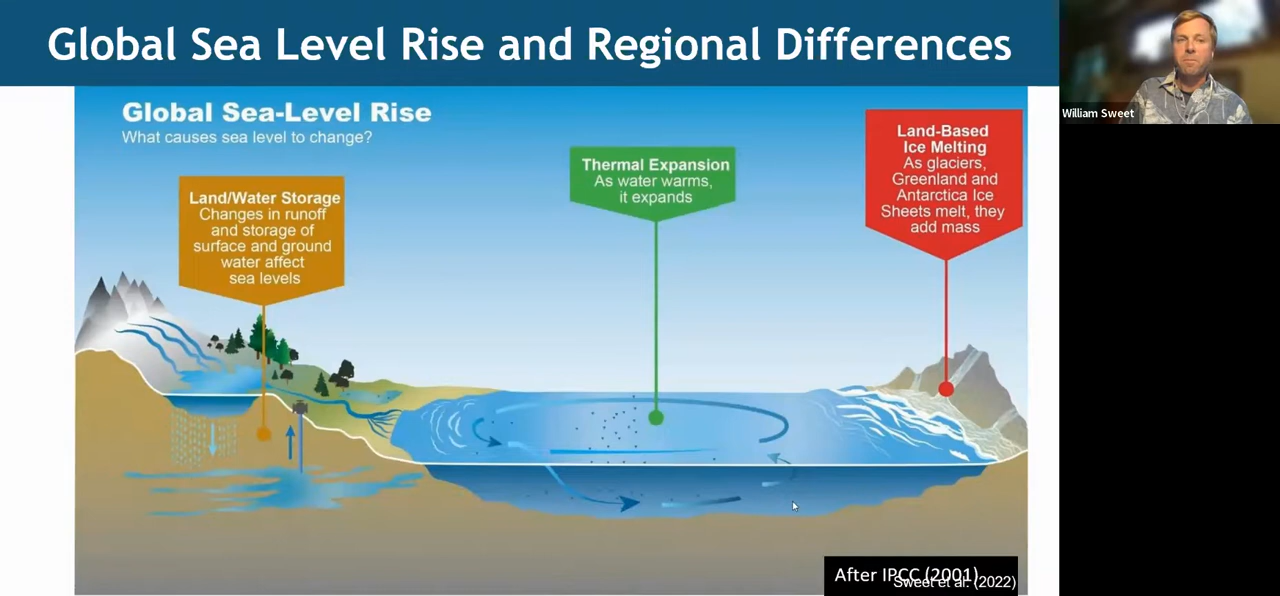 Global Sea Level Rise and Regional Differences
William Sweet
Global Sea-Level Rise
What causes sea level to change?
Land/Water Storage
Changes in runoff
and storage of
surface and ground
water affect
sea levels
Thermal Expansion
As water warms,
it expands
Land-Based
Ice Melting
As glaciers,
Greenland and
Antarctica Ice
Sheets melt, they
add mass
After IPCC (2001)
Sweet et al. (2022)